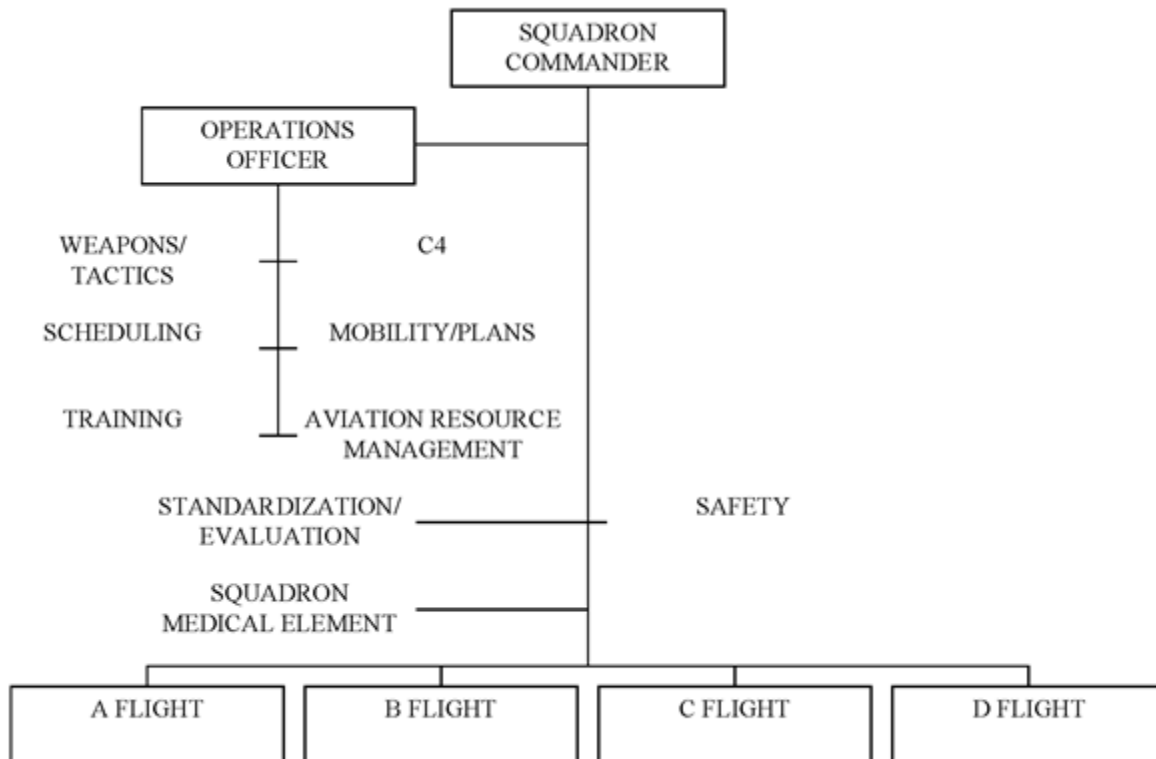 SQUADRON
COMMANDER
OPERATIONS
OFFICER
WEAPONS/
TACTICS
C4
SCHEDULING
MOBILITY/PLANS
TRAINING
AVIATION RESOURCE
MANAGEMENT
STANDARDIZATION/
EVALUATION
SAFETY
SQUADRON
MEDICAL ELEMENT
A FLIGHT
B FLIGHT
C FLIGHT
D FLIGHT